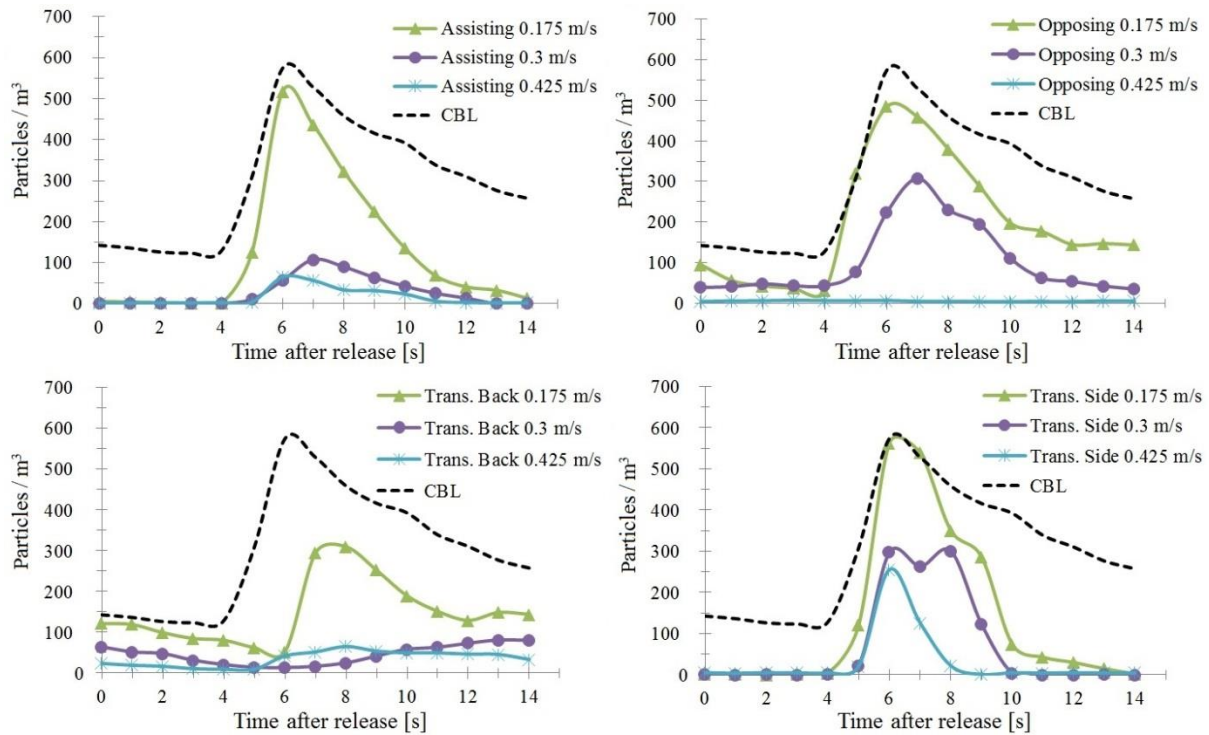 700
600
500
400
300
200
100
0
Particles / m³
0 2 4 6 8 10 12 14
Time after release [s]
Assisting 0.175 m/s
Assisting 0.3 m/s
Assisting 0.425 m/s
CBL
700
600
500
400
300
200
100
0
Particles / m³
0 2 4 6 8 10 12 14
Time after release [s]
Opposing 0.175 m/s
Opposing 0.3 m/s
Opposing 0.425 m/s
CBL
700
600
500
400
300
200
100
0
Particles / m³
0 2 4 6 8 10 12 14
Time after release [s]
Trans. Back 0.175 m/s
Trans. Back 0.3 m/s
Trans. Back 0.425 m/s
CBL
700
600
500
400
300
200
100
0
Particles / m³
0 2 4 6 8 10 12 14
Time after release [s]
Trans. Side 0.175 m/s
Trans. Side 0.3 m/s
Trans. Side 0.425 m/s
CBL